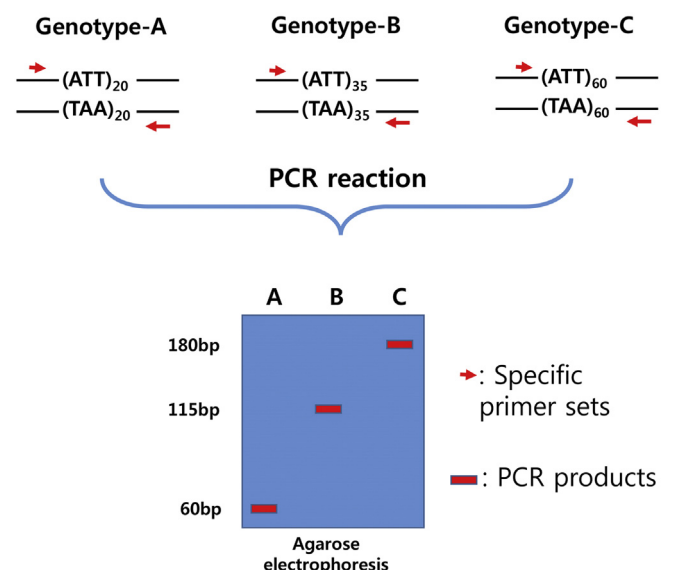 Genotype-A Genotype-B Genotype-C
(ATT)20 (ATT)35 (ATT)60
(TAA)20 (TAA)35 (TAA)60
PCR reaction
A B C
180bp
115bp
60bp
: Specific
primer sets
: PCR products
Agarose
electrophoresis